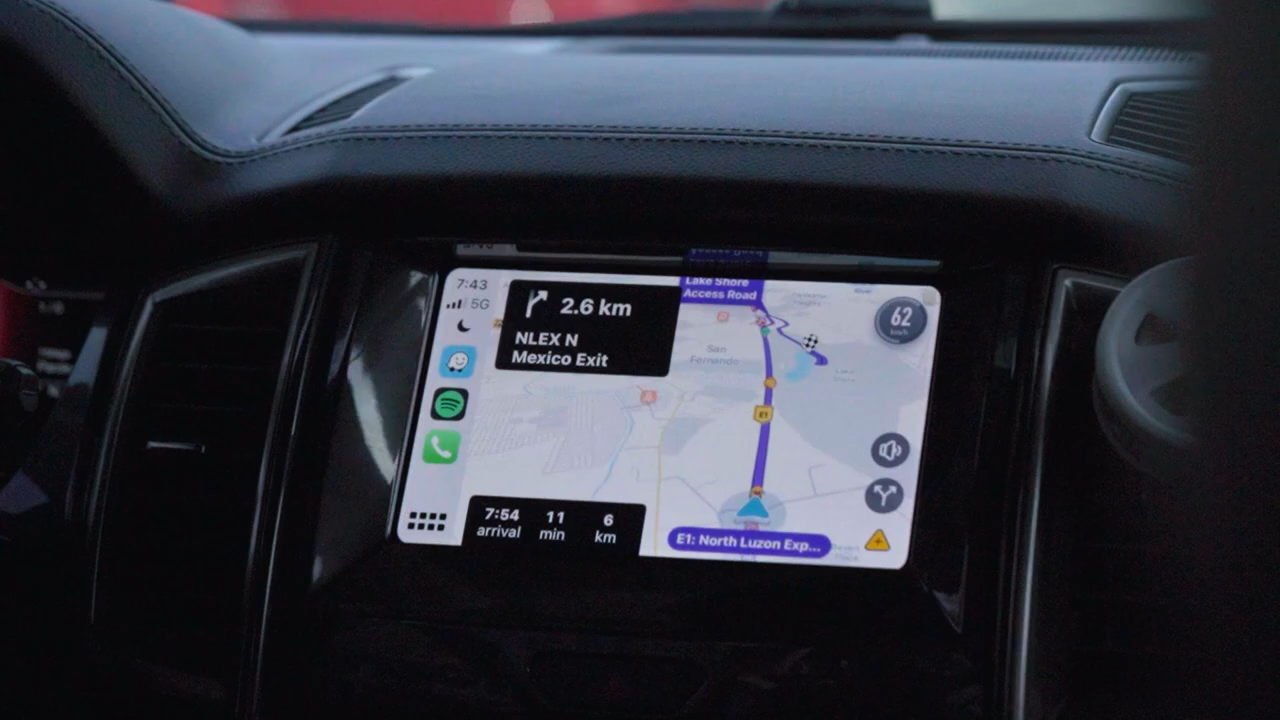 7:43
5G
2.6 km
NLEX N
Mexico Exit
Lake Shore
Access Road
62
km/h
San
Fernando
E1
7:54 11 6
arrival min km
E1: North Luzon Exp...